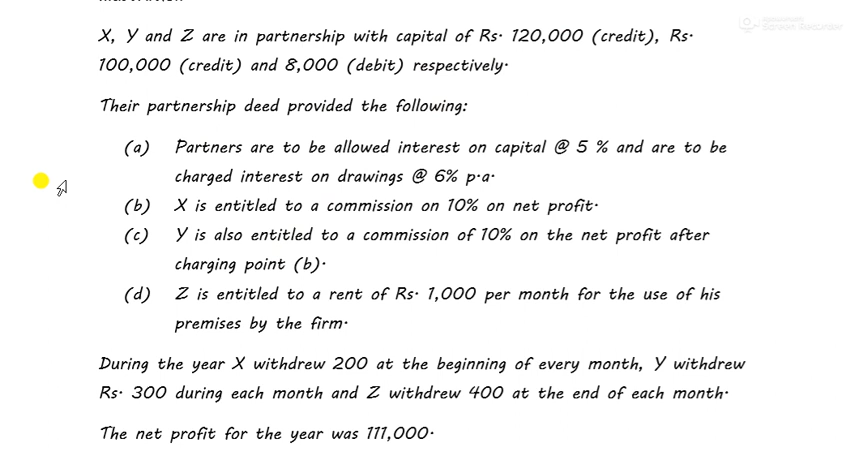 X, Y and Z are in partnership with capital of Rs. 120,000 (credit), Rs.
100,000 (credit) and 8,000 (debit) respectively.
Their partnership deed provided the following:
(a) Partners are to be allowed interest on capital @ 5 % and are to be
charged interest on drawings @ 6% p.a.
(b) X is entitled to a commission on 10% on net profit.
(c) Y is also entitled to a commission of 10% on the net profit after
charging point (b).
(d) Z is entitled to a rent of Rs. 1,000 per month for the use of his
premises by the firm.
During the year X withdrew 200 at the beginning of every month, Y withdrew
Rs. 300 during each month and Z withdrew 400 at the end of each month.
The net profit for the year was 111,000.
Screen Recorder